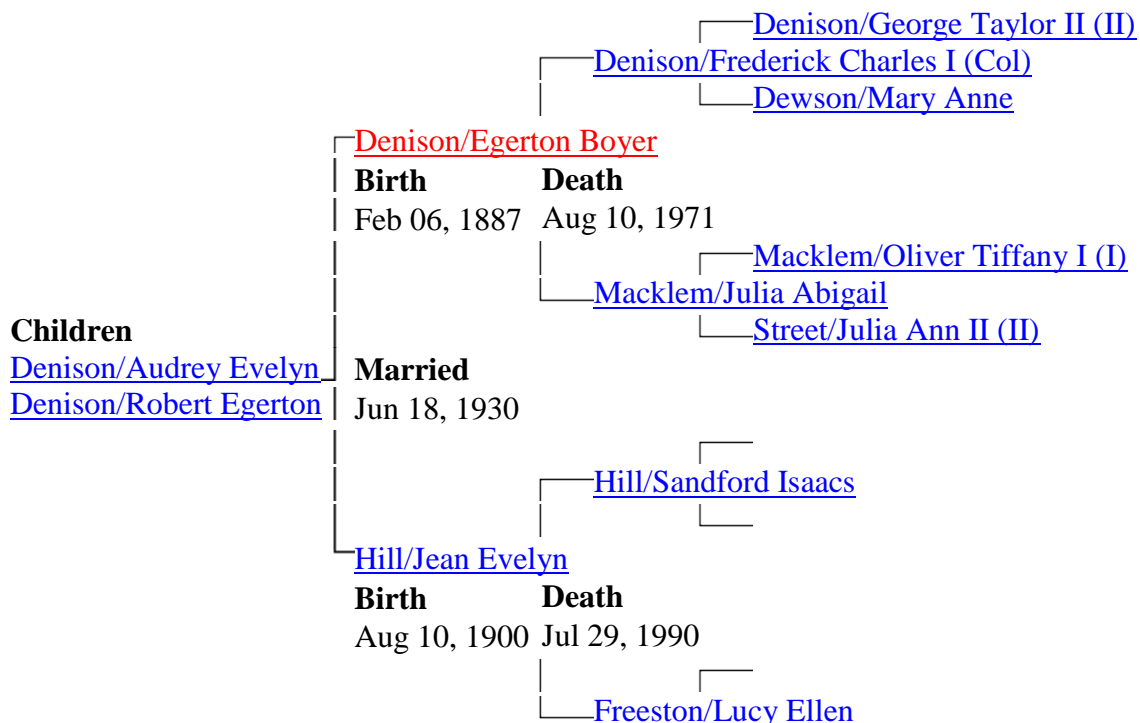 Denison/George Taylor II (II)
Denison/Frederick Charles I (Col)
Dewson/Mary Anne
Denison/Egerton Boyer
Birth Death
Feb 06, 1887 Aug 10, 1971
Macklem/Oliver Tiffany I (I)
Macklem/Julia Abigail
Street/Julia Ann II (II)
Children
Denison/Audrey Evelyn
Denison/Robert Egerton
Married
Jun 18, 1930
Hill/Sandford Isaacs
Hill/Jean Evelyn
Birth Death
Aug 10, 1900 Jul 29, 1990
Freeston/Lucy Ellen